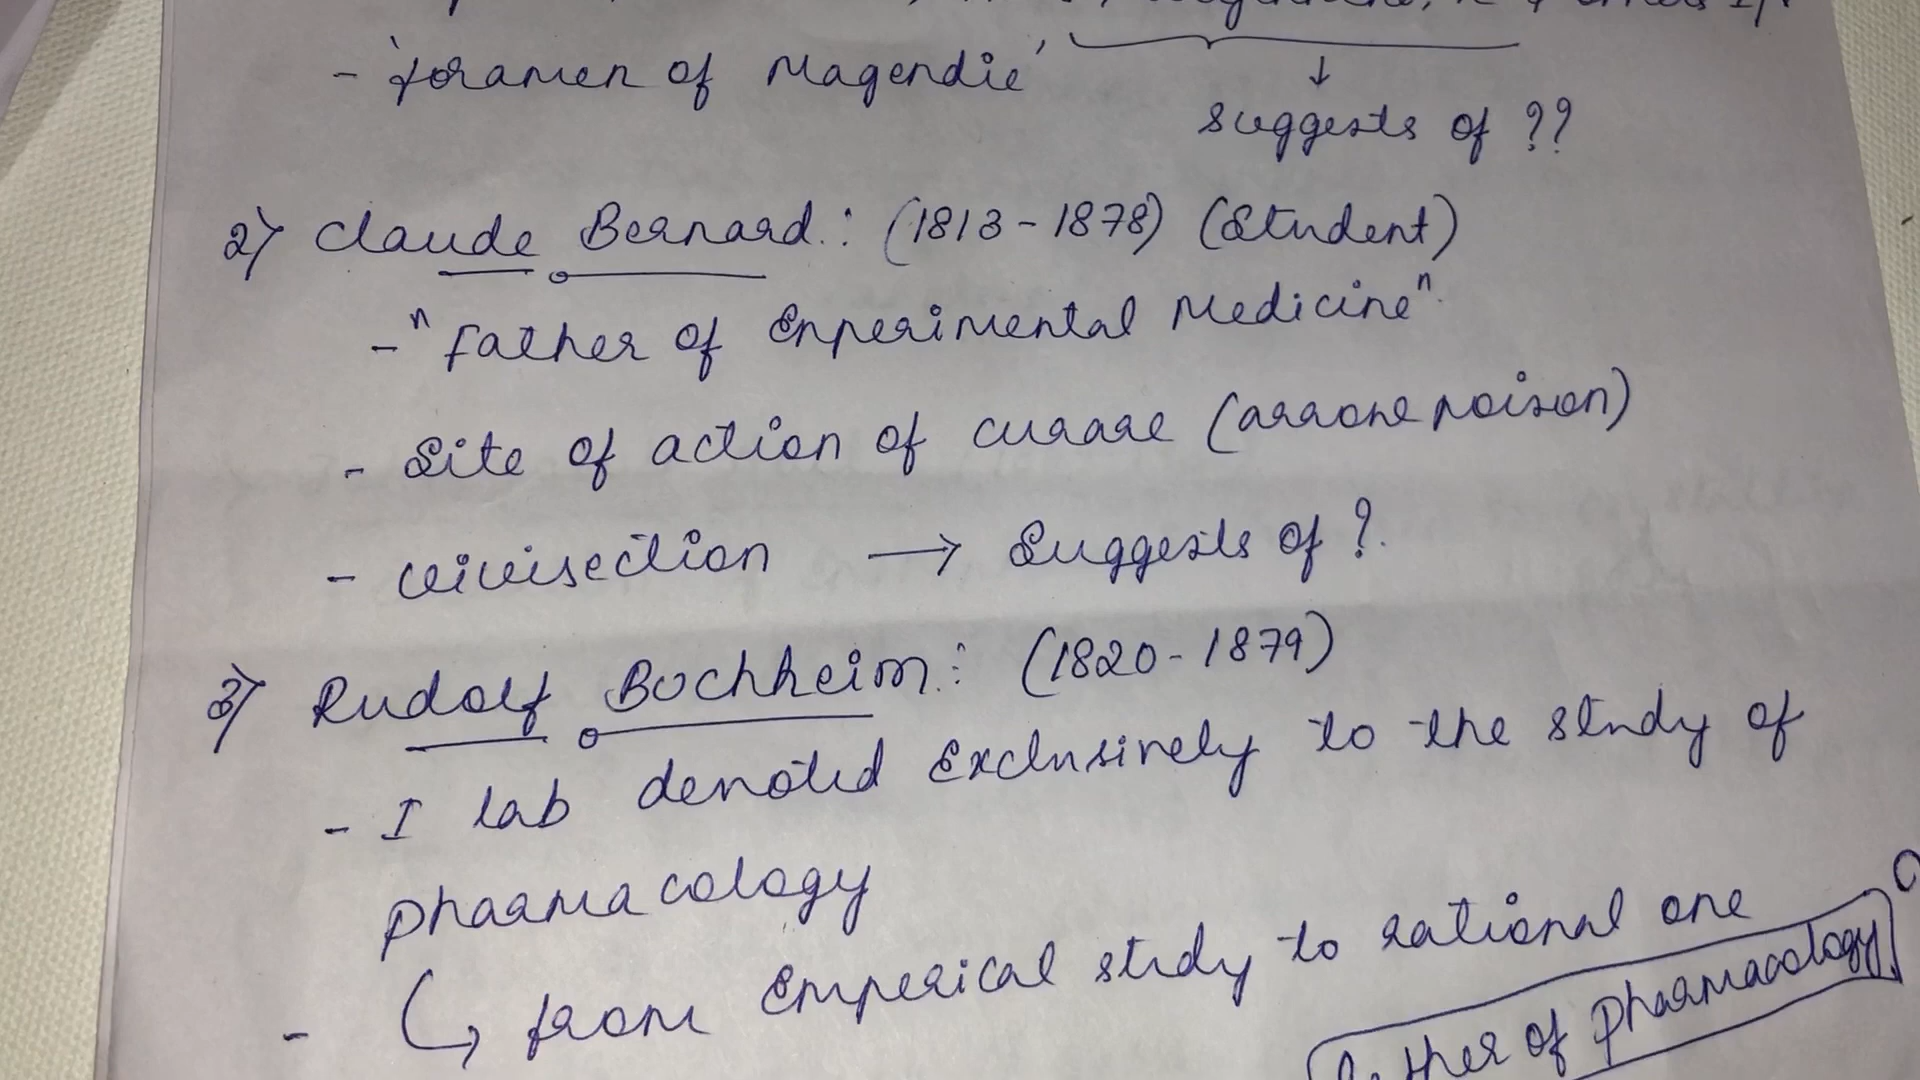 - 'foramen of Magendie'
↓
suggests of ??
2) Claude Bernard : (1813-1878) (Student)
- "Father of Experimental Medicine".
- Site of action of curare (arrow poison)
- vivisection → Suggests of ?
3) Rudolf Buchheim : (1820-1879)
- I lab devoted Exclusively to the study of
pharmacology
- ↳ from Emperical study to rational one
ther of pharmacology